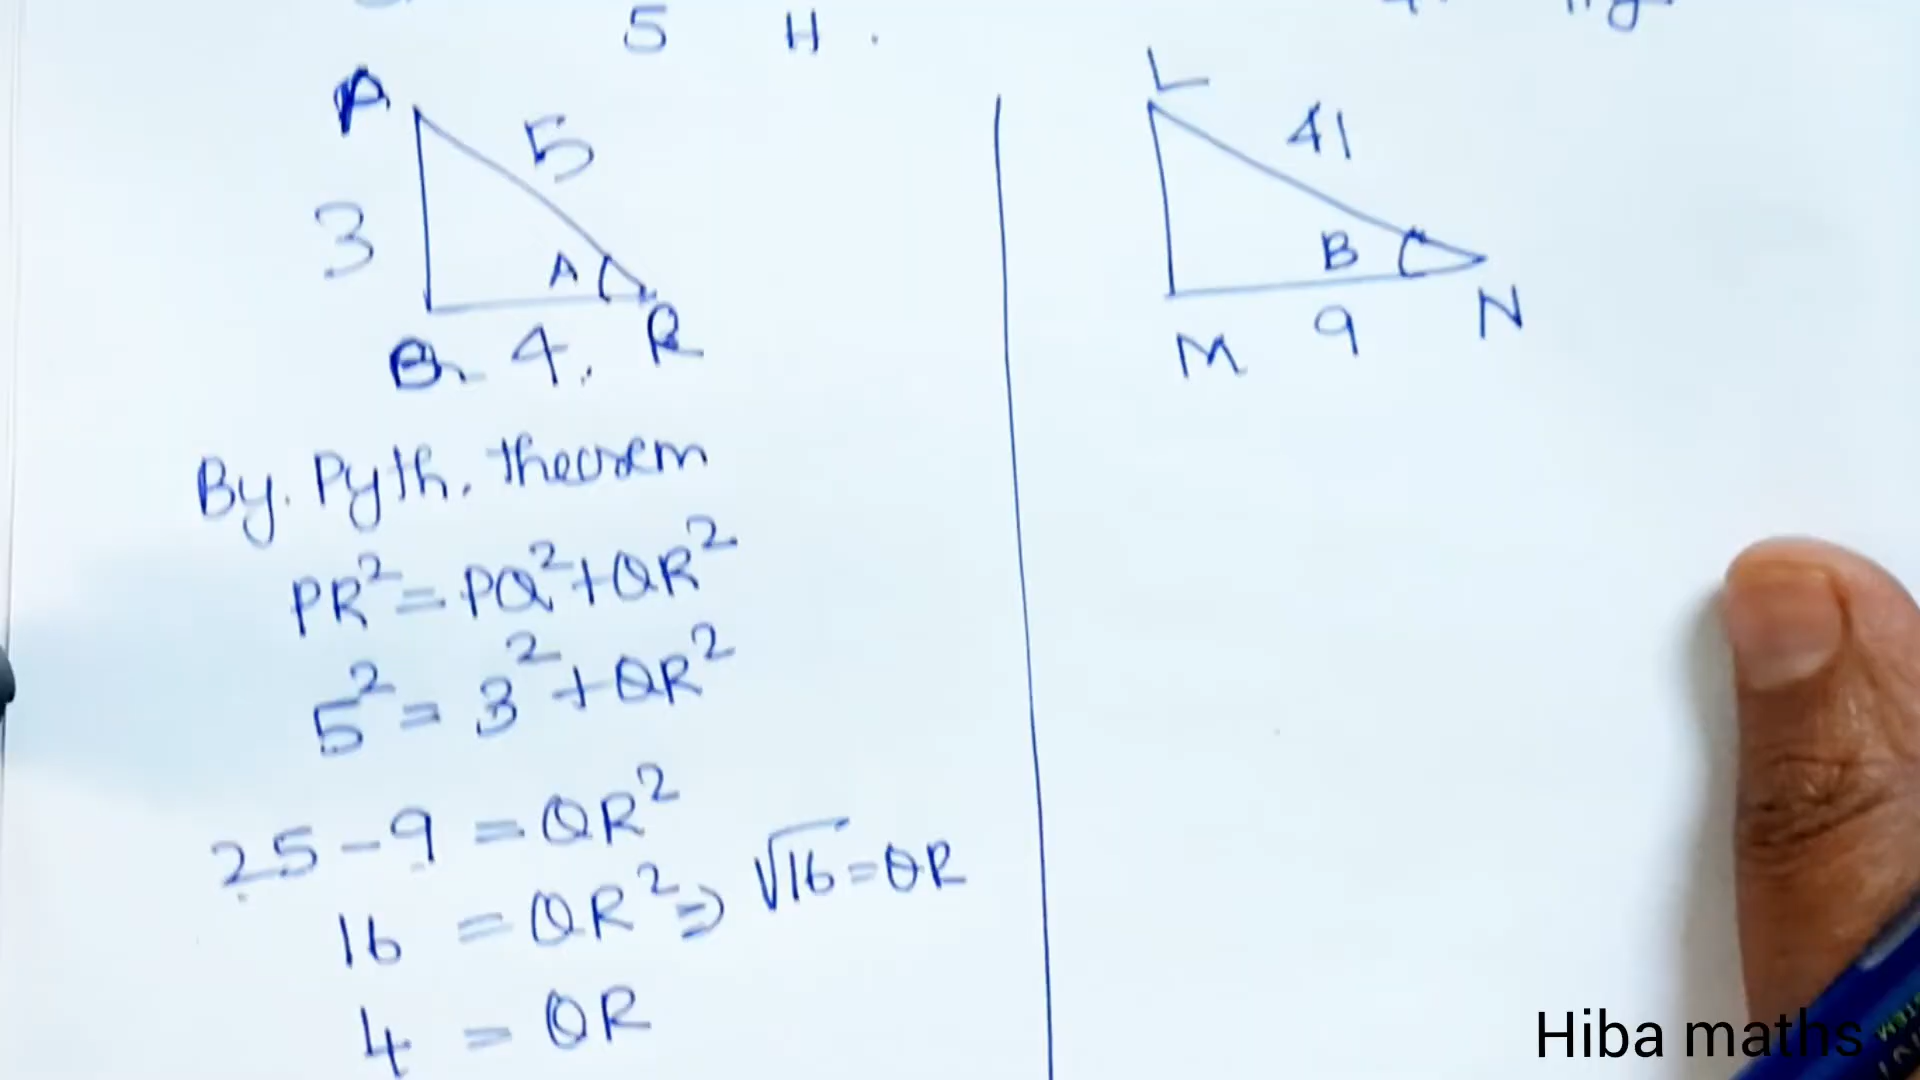 5 H .
P 5
3
A
Q 4 R
By. Pyth. theorem
PR²=PQ²+QR²
5² = 3²+QR²
25-9 = QR²
16 = QR² ⇒ √16 = QR
4 = QR
L 41
B
M 9 N
Hiba maths